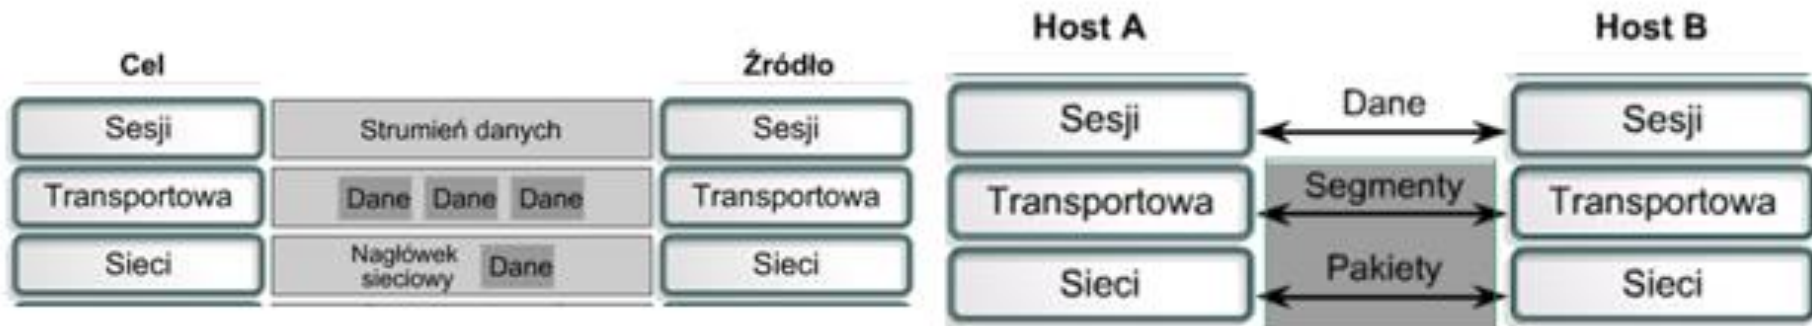 Cel
Źródło
Sesji
Strumień danych
Sesji
Transportowa
Dane Dane Dane
Transportowa
Sieci
Nagłówek
sieciowy
Dane
Sieci
Host A
Host B
Sesji
Dane
Sesji
Transportowa
Segmenty
Transportowa
Sieci
Pakiety
Sieci